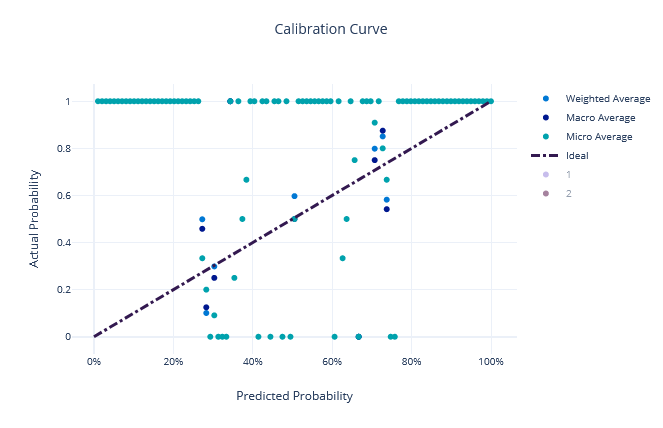 Calibration Curve
Actual Probability
1
0.8
0.6
0.4
0.2
0
0%
20%
40%
60%
80%
100%
Predicted Probability
Weighted Average
Macro Average
Micro Average
Ideal
1
2